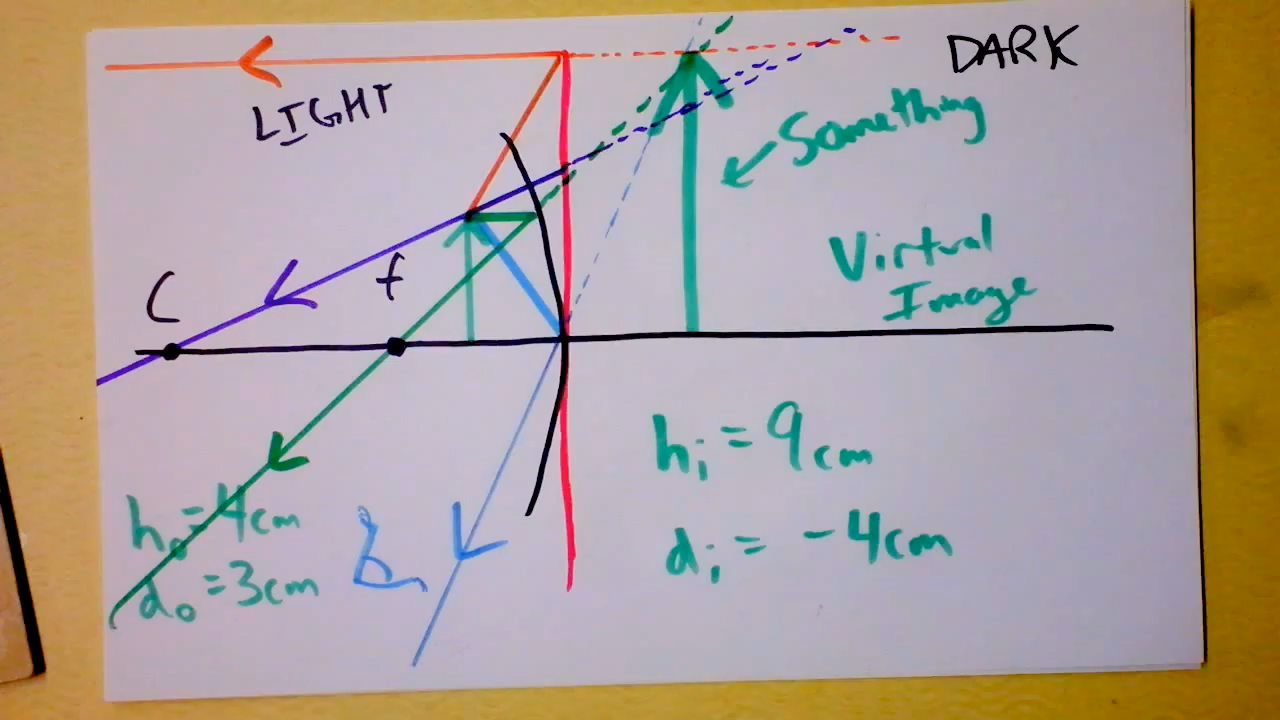 DARK
LIGHT
Something
Virtual
Image
C
f
hi = 9cm
di = -4cm
ho = 4cm
do = 3cm